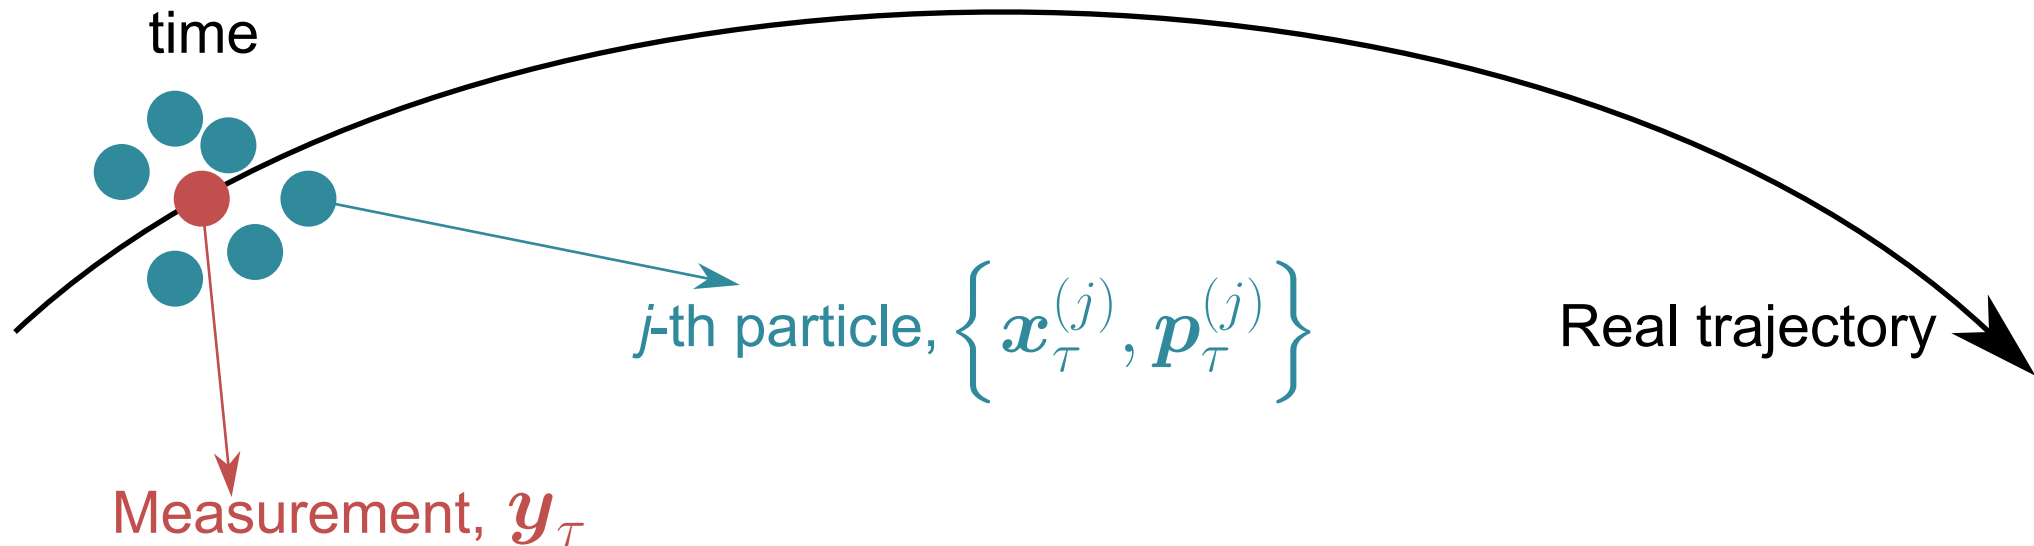 time
j-th particle, { x_τ^(j), p_τ^(j) }
Real trajectory
Measurement, y_τ